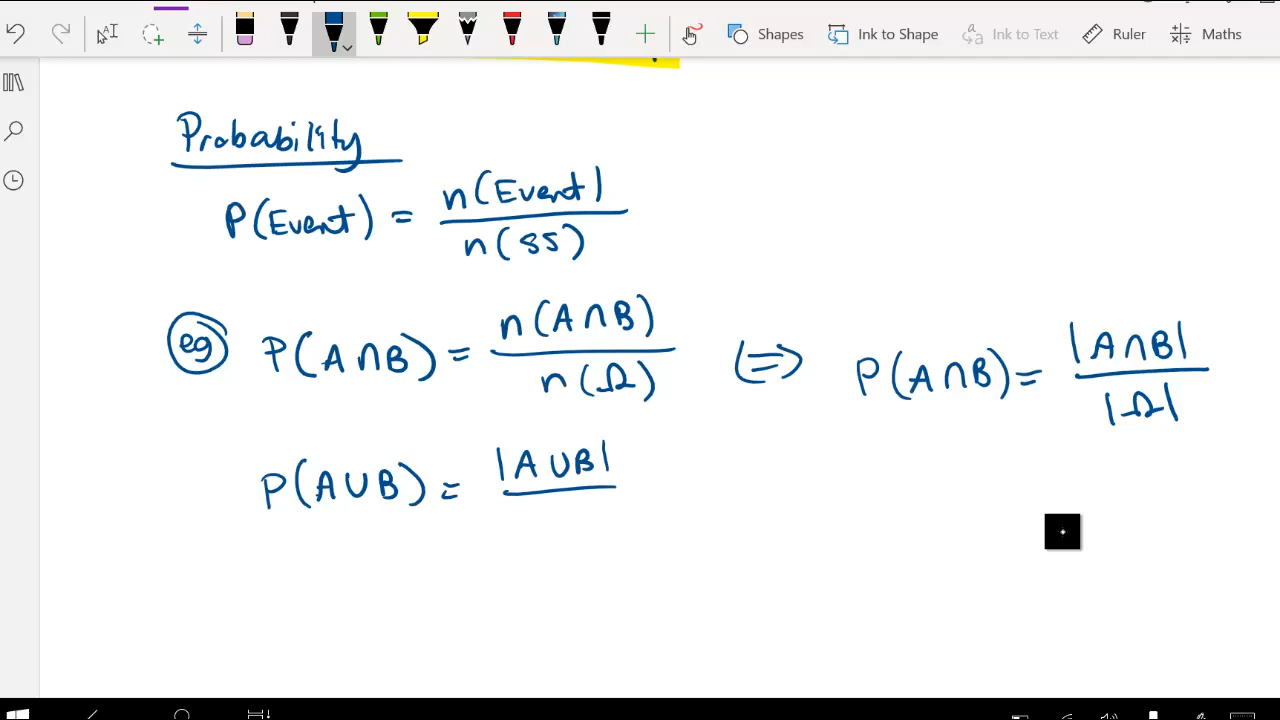 Shapes Ink to Shape Ink to Text Ruler Maths
Probability
P(Event) = n(Event) / n(SS)
eg P(A∩B) = n(A∩B) / n(Ω) ⟺ P(A∩B) = |A∩B| / |Ω|
P(A∪B) = |A∪B|